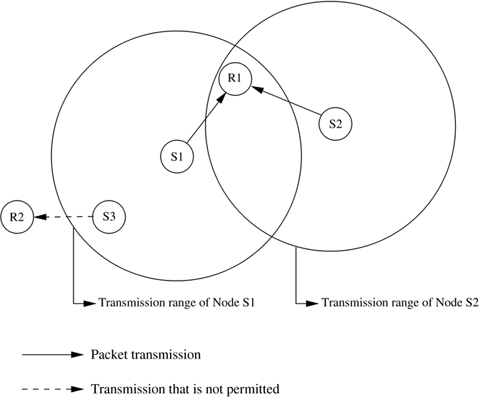 R1
S2
S1
R2
S3
Transmission range of Node S1
Transmission range of Node S2
Packet transmission
Transmission that is not permitted